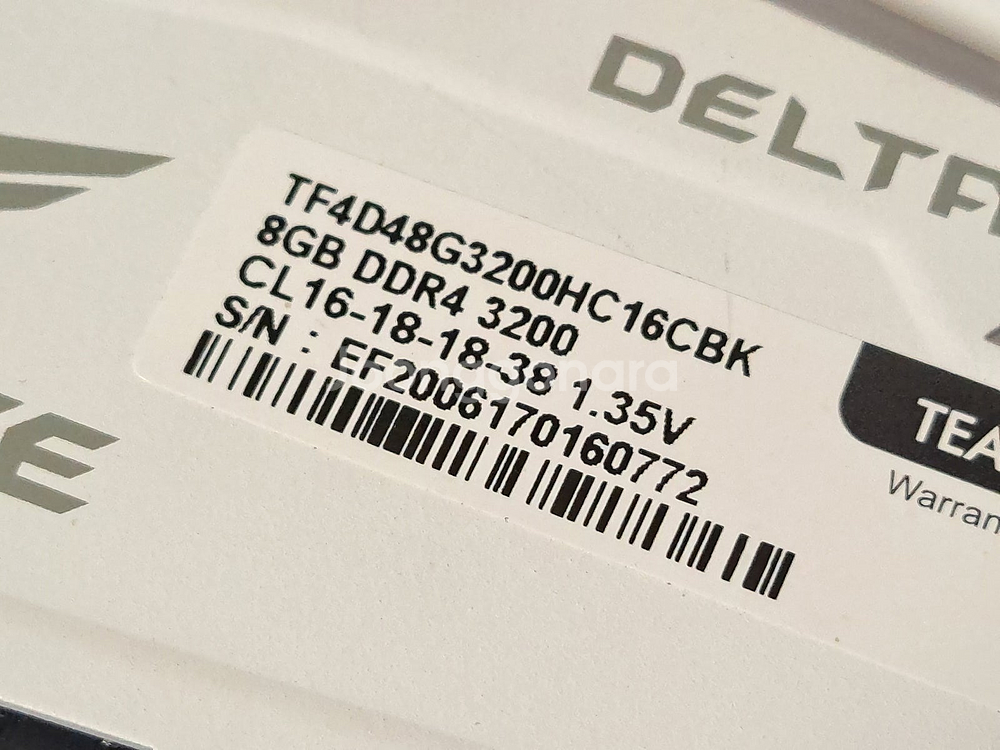 DELTA
TF4D48G3200HC16CBK
8GB DDR4 3200
CL16-18-18-38 1.35V
S/N : EF2006170160772
TEA
Warran